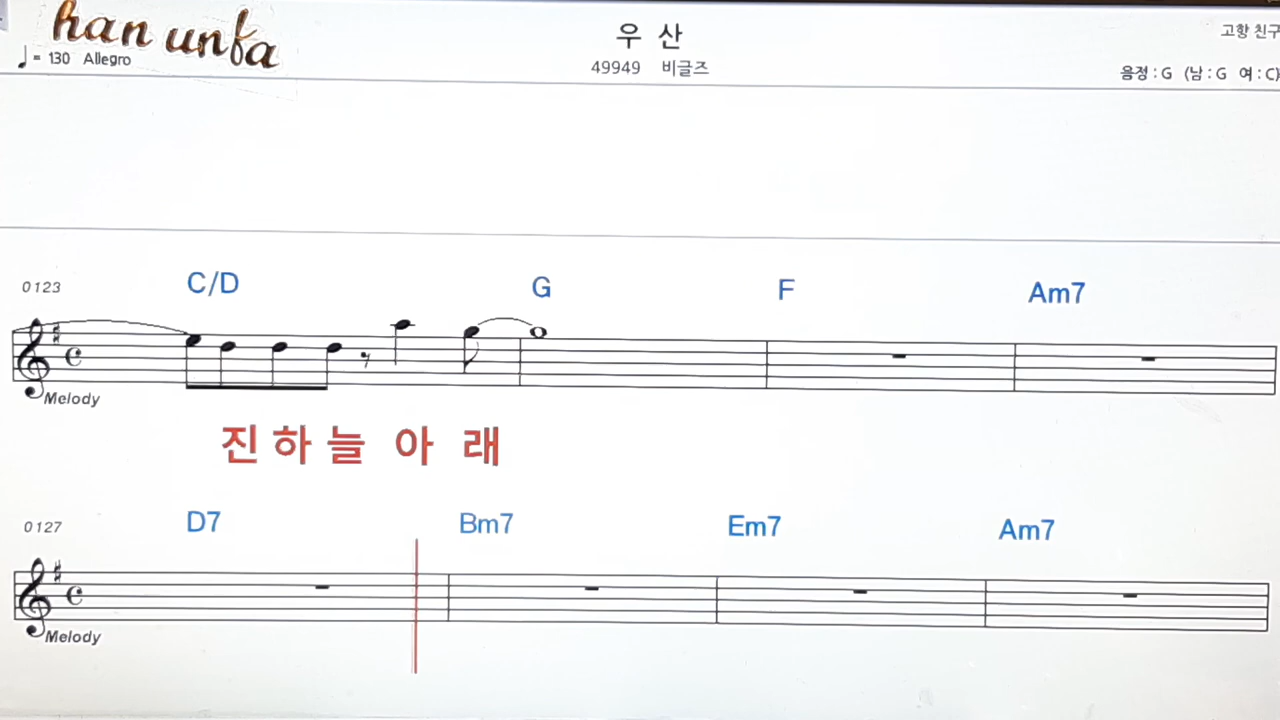 han unfa
우 산
고향 친구
♩= 130 Allegro
49949 비글즈
음정 : G (남 : G 여 : C)
0123
C/D G F Am7
Melody
진 하 늘 아 래
0127
D7 Bm7 Em7 Am7
Melody